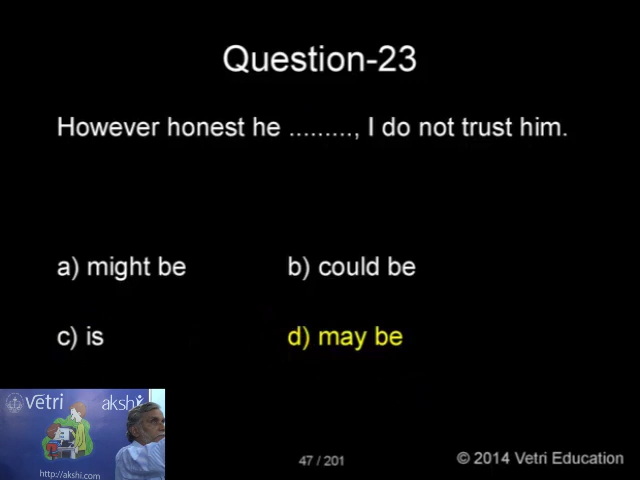 Question-23
However honest he ........., I do not trust him.
a) might be
b) could be
c) is
d) may be
vetri
akshi
http://akshi.com
47 / 201
© 2014 Vetri Education